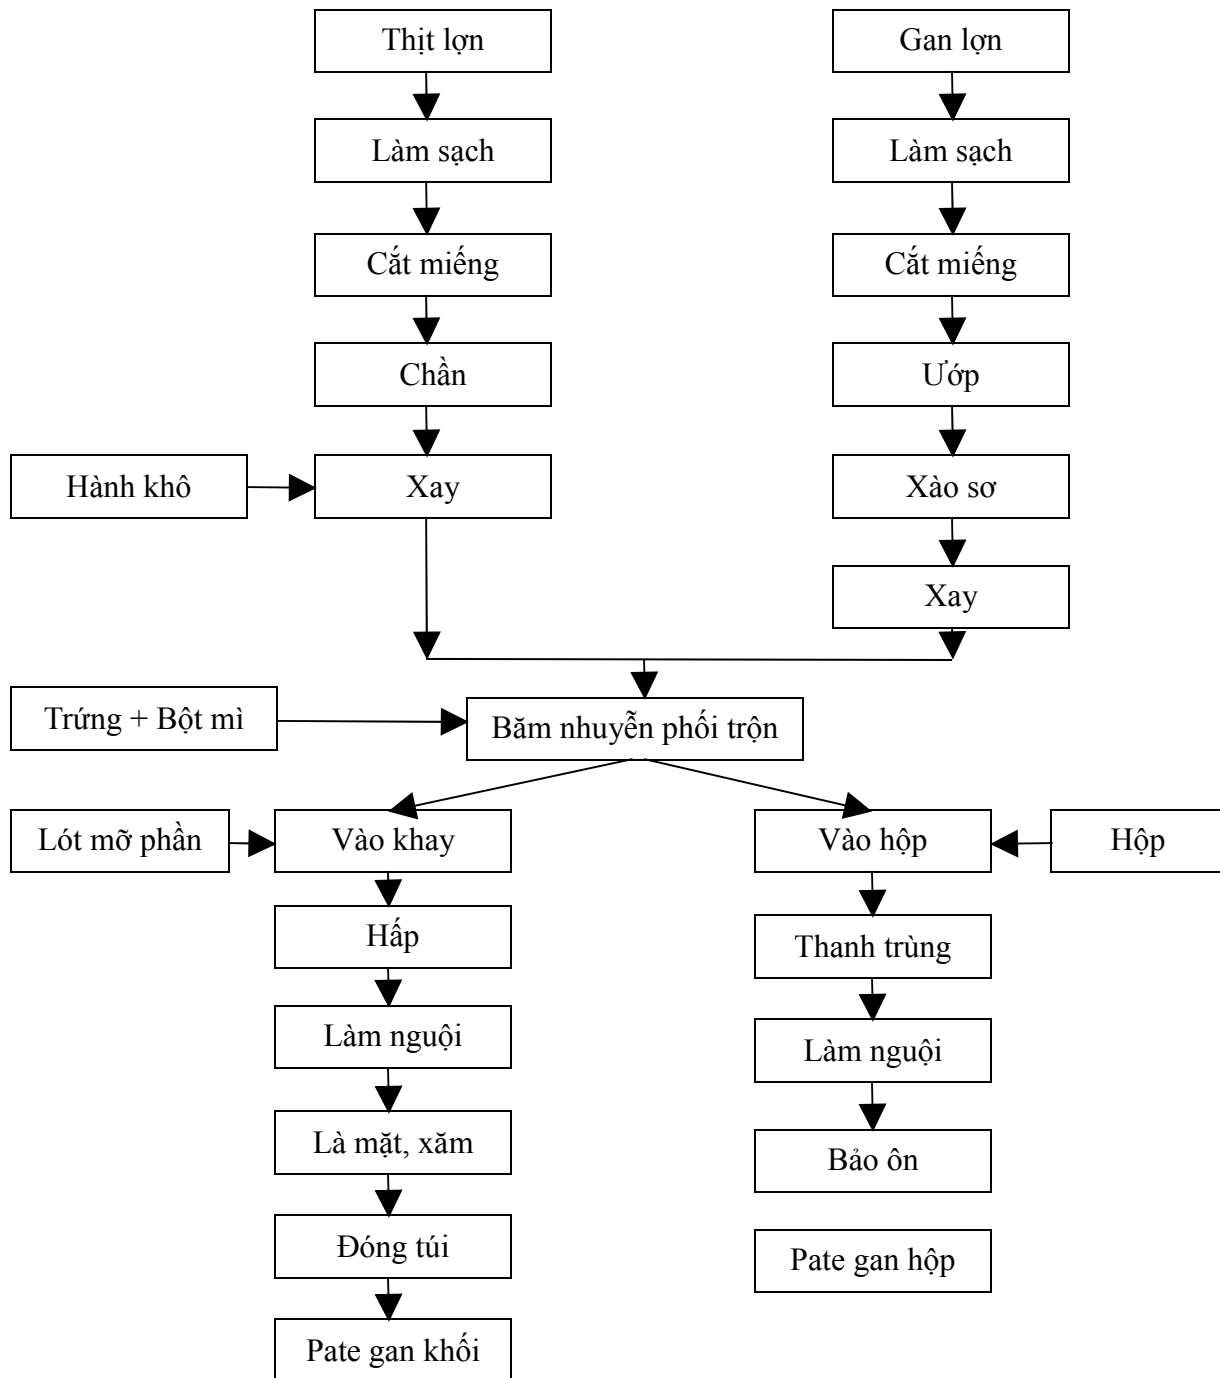 Thịt lợn
Gan lợn
Làm sạch
Làm sạch
Cắt miếng
Cắt miếng
Chần
Ướp
Hành khô
Xay
Xào sơ
Xay
Trứng + Bột mì
Băm nhuyễn phối trộn
Lót mỡ phần
Vào khay
Vào hộp
Hộp
Hấp
Thanh trùng
Làm nguội
Làm nguội
Là mặt, xăm
Bảo ôn
Đóng túi
Pate gan hộp
Pate gan khối